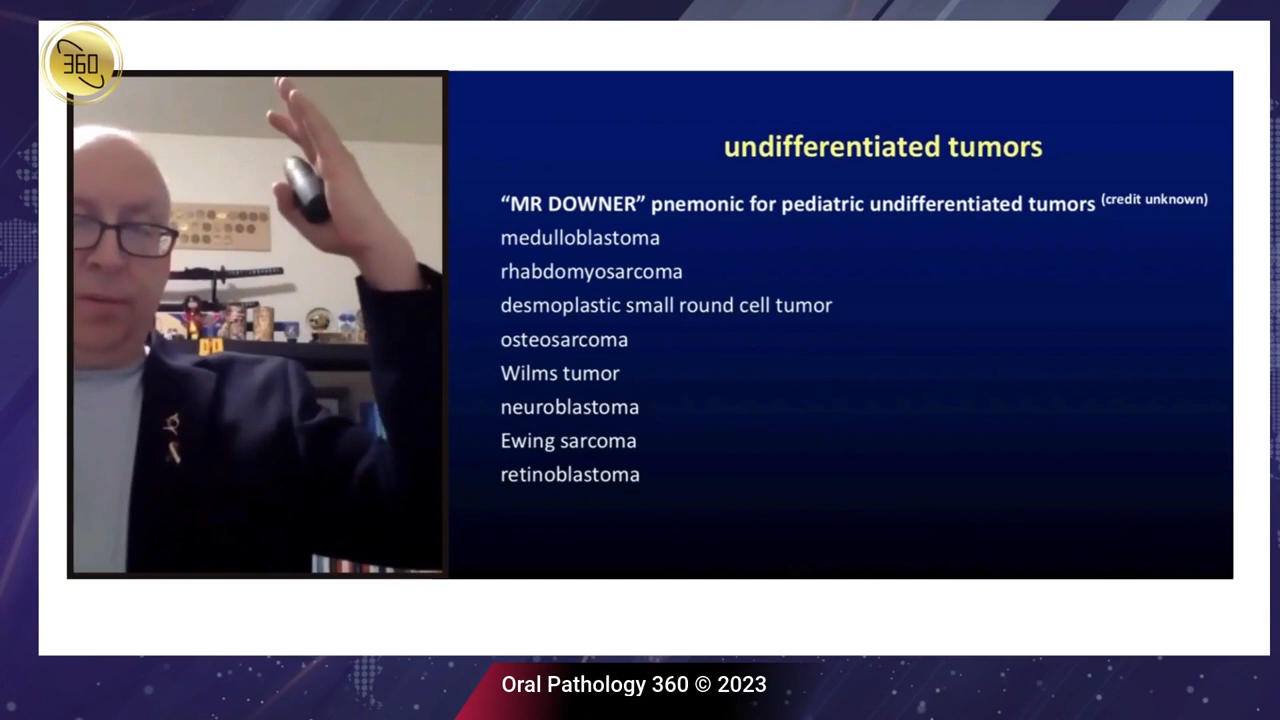 360
undifferentiated tumors
“MR DOWNER” pnemonic for pediatric undifferentiated tumors (credit unknown)
medulloblastoma
rhabdomyosarcoma
desmoplastic small round cell tumor
osteosarcoma
Wilms tumor
neuroblastoma
Ewing sarcoma
retinoblastoma
Oral Pathology 360 © 2023